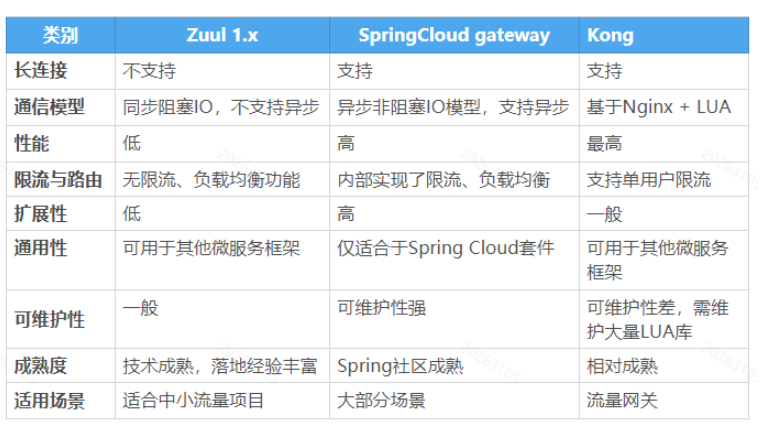 类别 Zuul 1.x SpringCloud gateway Kong
长连接 不支持 支持 支持
通信模型 同步阻塞IO，不支持异步 异步非阻塞IO模型，支持异步 基于Nginx + LUA
性能 低 高 最高
限流与路由 无限流、负载均衡功能 内部实现了限流、负载均衡 支持单用户限流
扩展性 低 高 一般
通用性 可用于其他微服务框架 仅适合于Spring Cloud套件 可用于其他微服务
框架
可维护性 一般 可维护性强 可维护性差，需维
护大量LUA库
成熟度 技术成熟，落地经验丰富 Spring社区成熟 相对成熟
适用场景 适合中小流量项目 大部分场景 流量网关